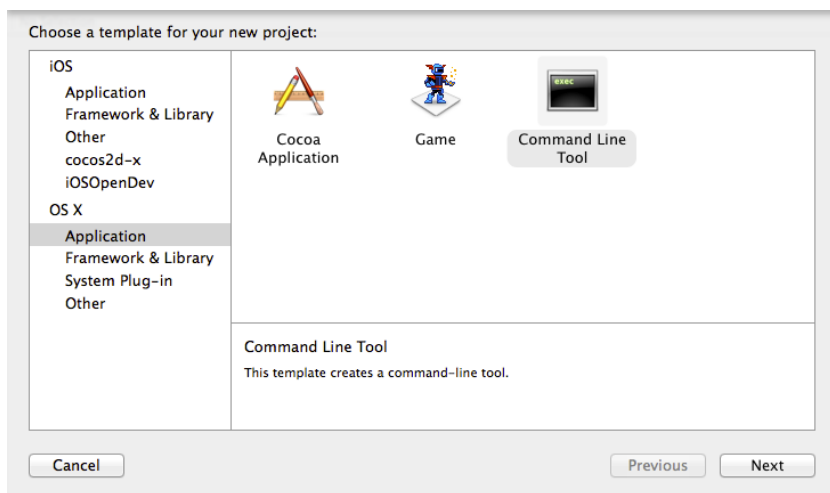 Choose a template for your new project:
iOS
Application
Framework & Library
Other
cocos2d-x
iOSOpenDev
OS X
Application
Framework & Library
System Plug-in
Other
Cocoa
Application
Game
exec
Command Line
Tool
Command Line Tool
This template creates a command-line tool.
Cancel
Previous
Next